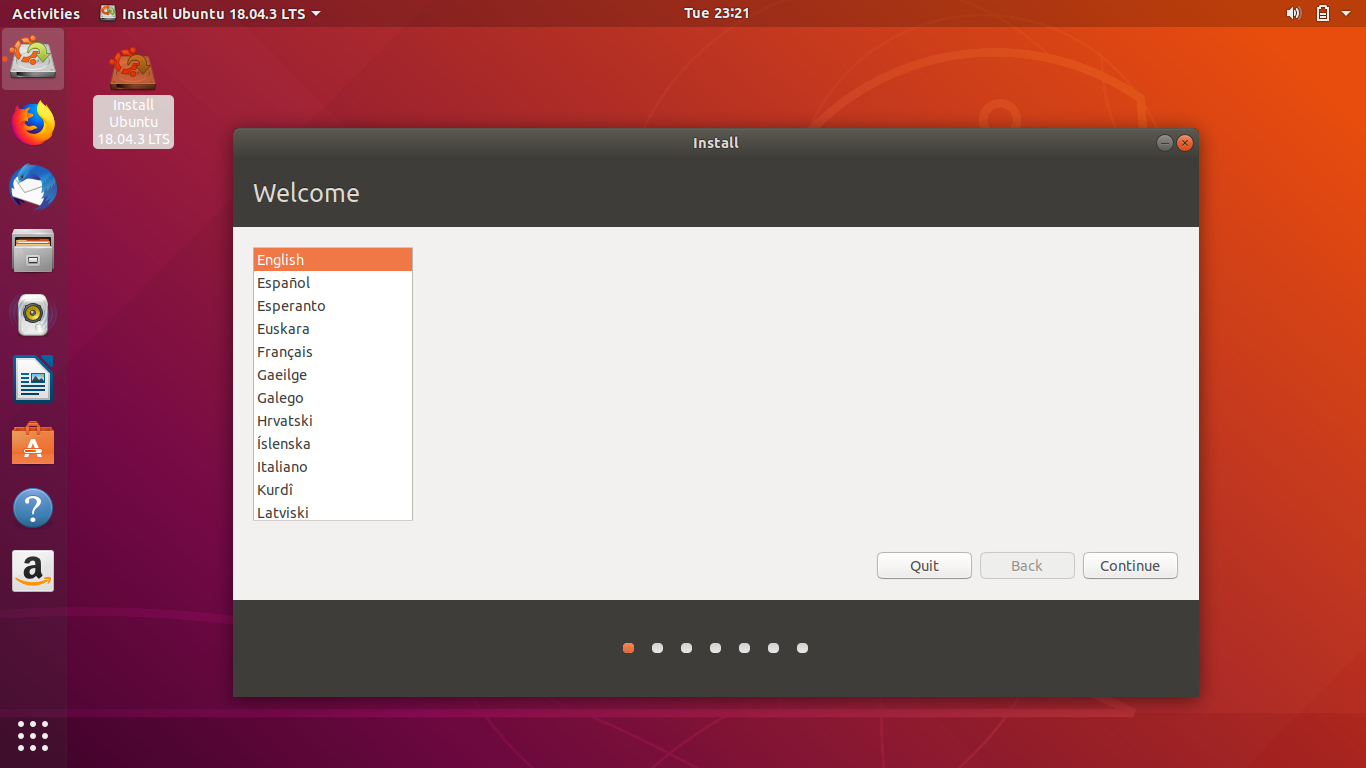 Activities
Install Ubuntu 18.04.3 LTS
Tue 23:21
Install
Ubuntu
18.04.3 LTS
Install
Welcome
English
Español
Esperanto
Euskara
Français
Gaeilge
Galego
Hrvatski
Íslenska
Italiano
Kurdî
Latviski
Quit
Back
Continue